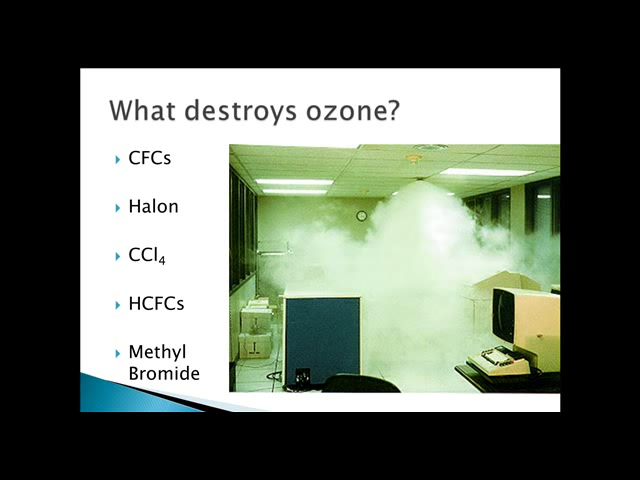 What destroys ozone?
CFCs
Halon
CCl₄
HCFCs
Methyl
Bromide